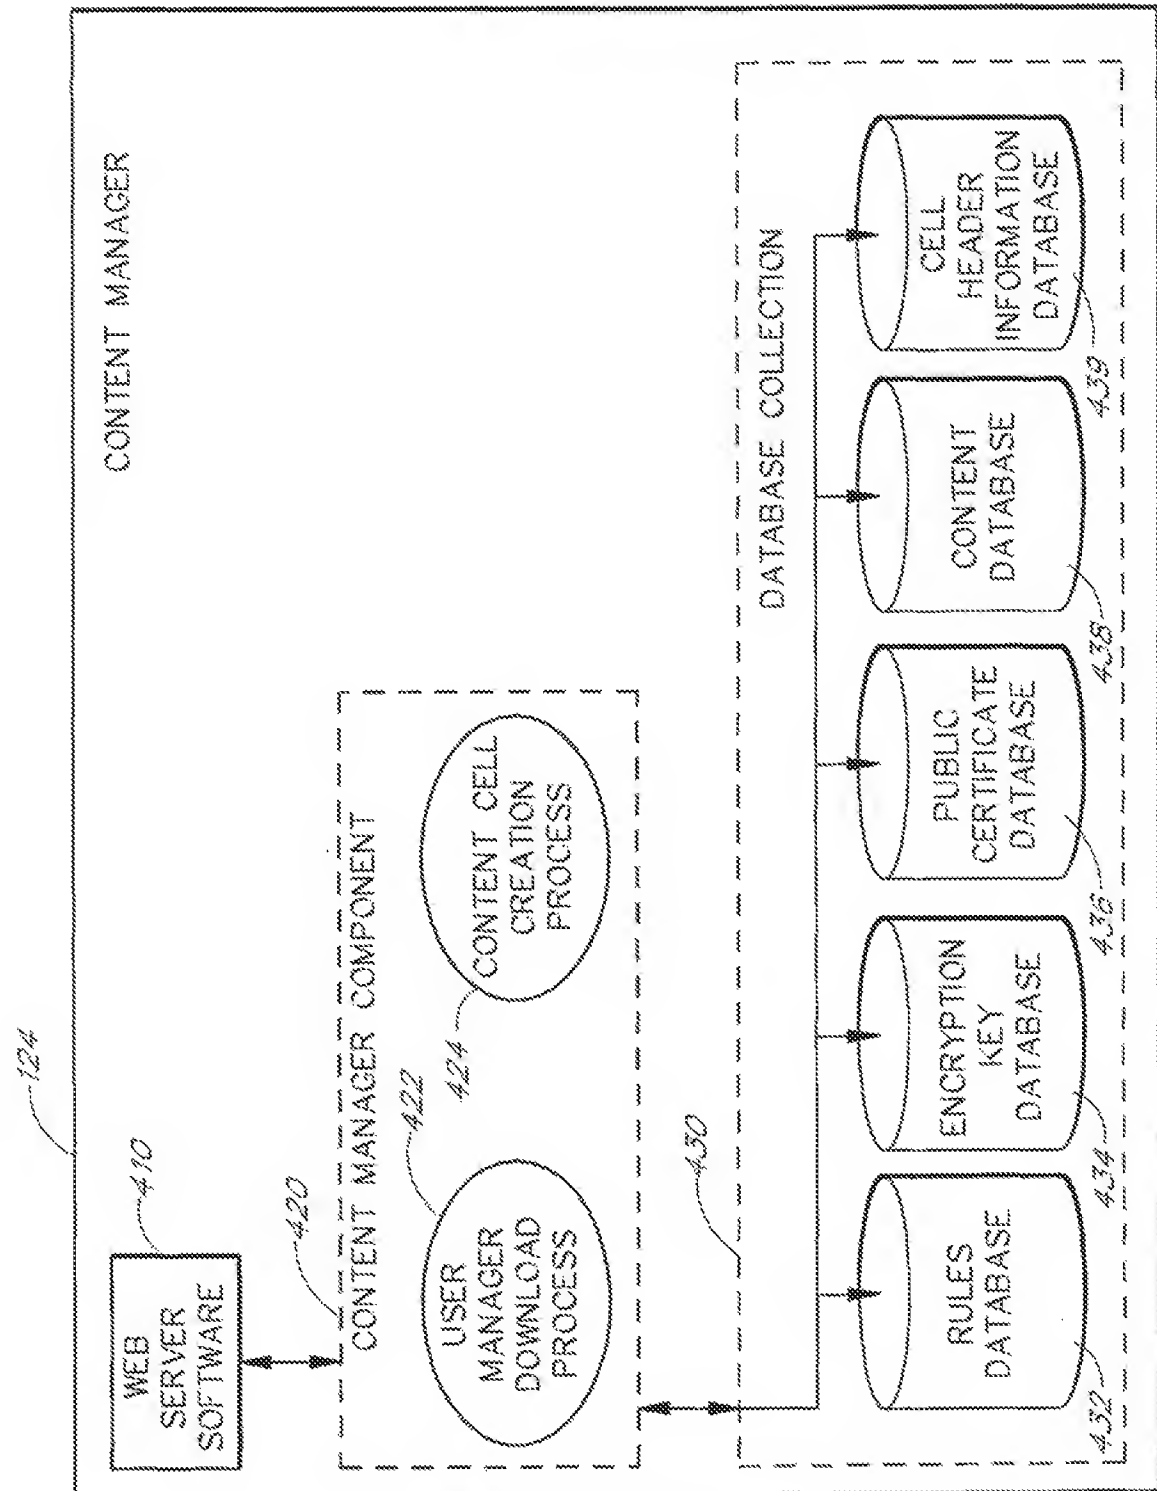 124
CONTENT MANAGER
410
WEB
SERVER
SOFTWARE
420
CONTENT MANAGER COMPONENT
422
USER
MANAGER
DOWNLOAD
PROCESS
424
CONTENT CELL
CREATION
PROCESS
430
DATABASE COLLECTION
RULES
DATABASE
432
ENCRYPTION
KEY
DATABASE
434
PUBLIC
CERTIFICATE
DATABASE
436
CONTENT
DATABASE
438
CELL
HEADER
INFORMATION
DATABASE
439